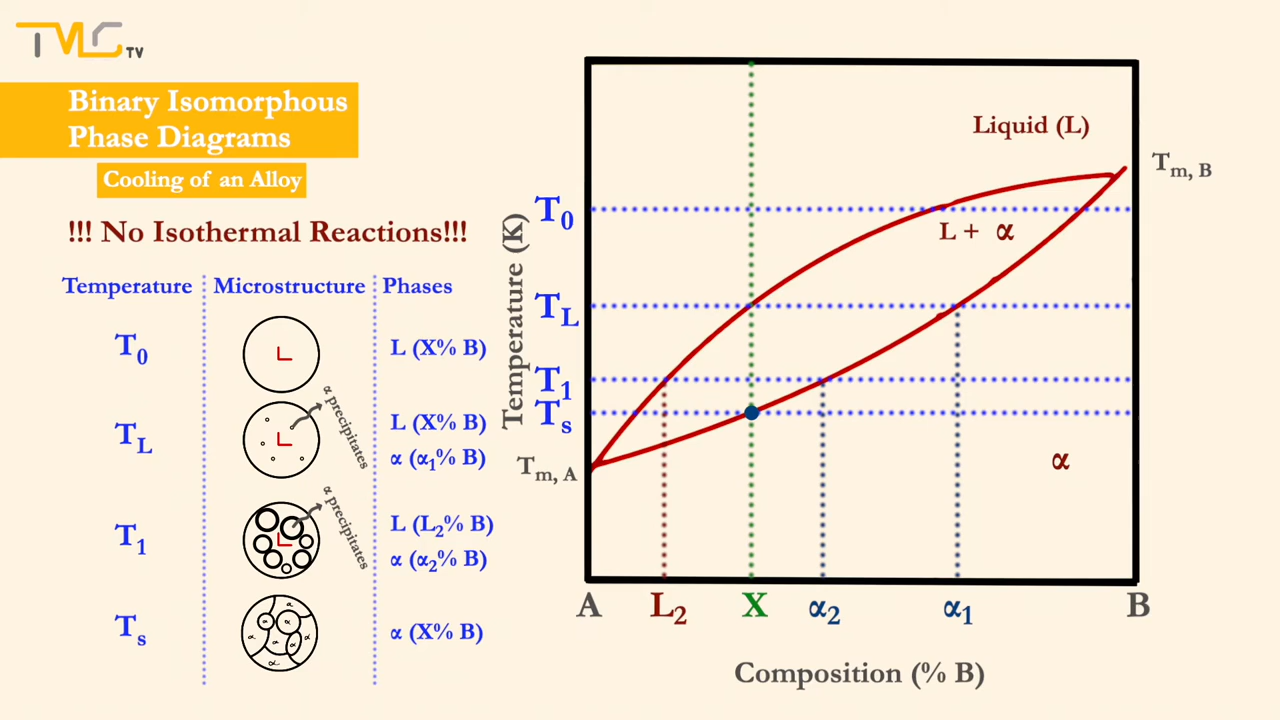 TMC TV
Binary Isomorphous
Phase Diagrams
Cooling of an Alloy
!!! No Isothermal Reactions!!!
Temperature Microstructure Phases
T0 L L (X% B)
α precipitates
TL L L (X% B)
α (α1% B)
α precipitates
T1 L L (L2% B)
α (α2% B)
Ts α α α α α α α α (X% B)
Temperature (K)
Liquid (L)
Tm, B
T0
L + α
TL
T1
Ts
Tm, A
α
A L2 X α2 α1 B
Composition (% B)